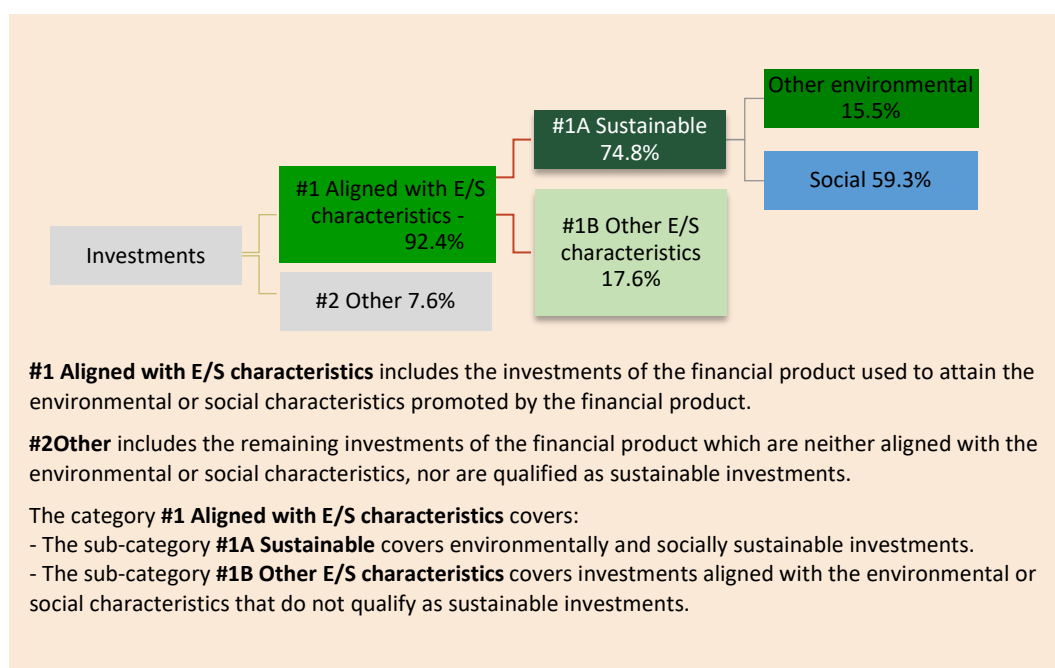 Other environmental
15.5%
#1A Sustainable
74.8%
Social 59.3%
#1 Aligned with E/S
characteristics -
92.4%
#1B Other E/S
characteristics
17.6%
Investments
#2 Other 7.6%
#1 Aligned with E/S characteristics includes the investments of the financial product used to attain the
environmental or social characteristics promoted by the financial product.
#2Other includes the remaining investments of the financial product which are neither aligned with the
environmental or social characteristics, nor are qualified as sustainable investments.
The category #1 Aligned with E/S characteristics covers:
- The sub-category #1A Sustainable covers environmentally and socially sustainable investments.
- The sub-category #1B Other E/S characteristics covers investments aligned with the environmental or
social characteristics that do not qualify as sustainable investments.